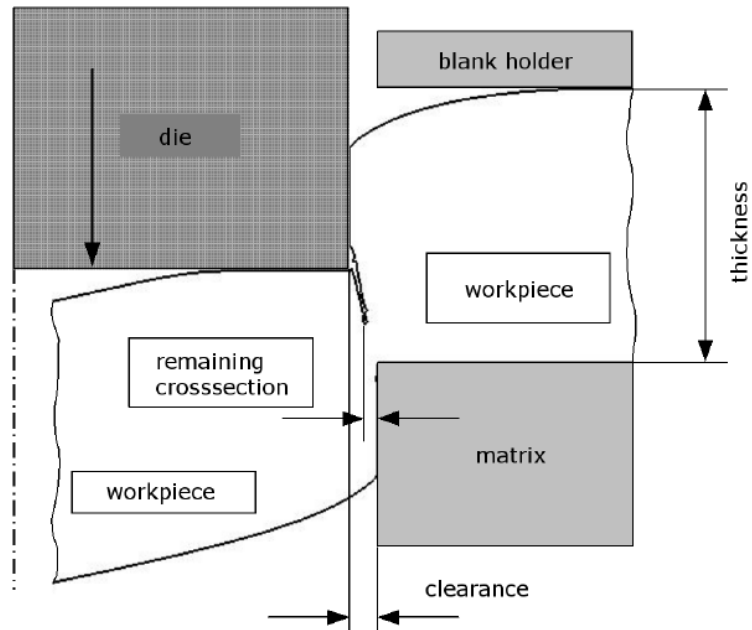 blank holder
die
thickness
workpiece
remaining
crosssection
matrix
workpiece
clearance